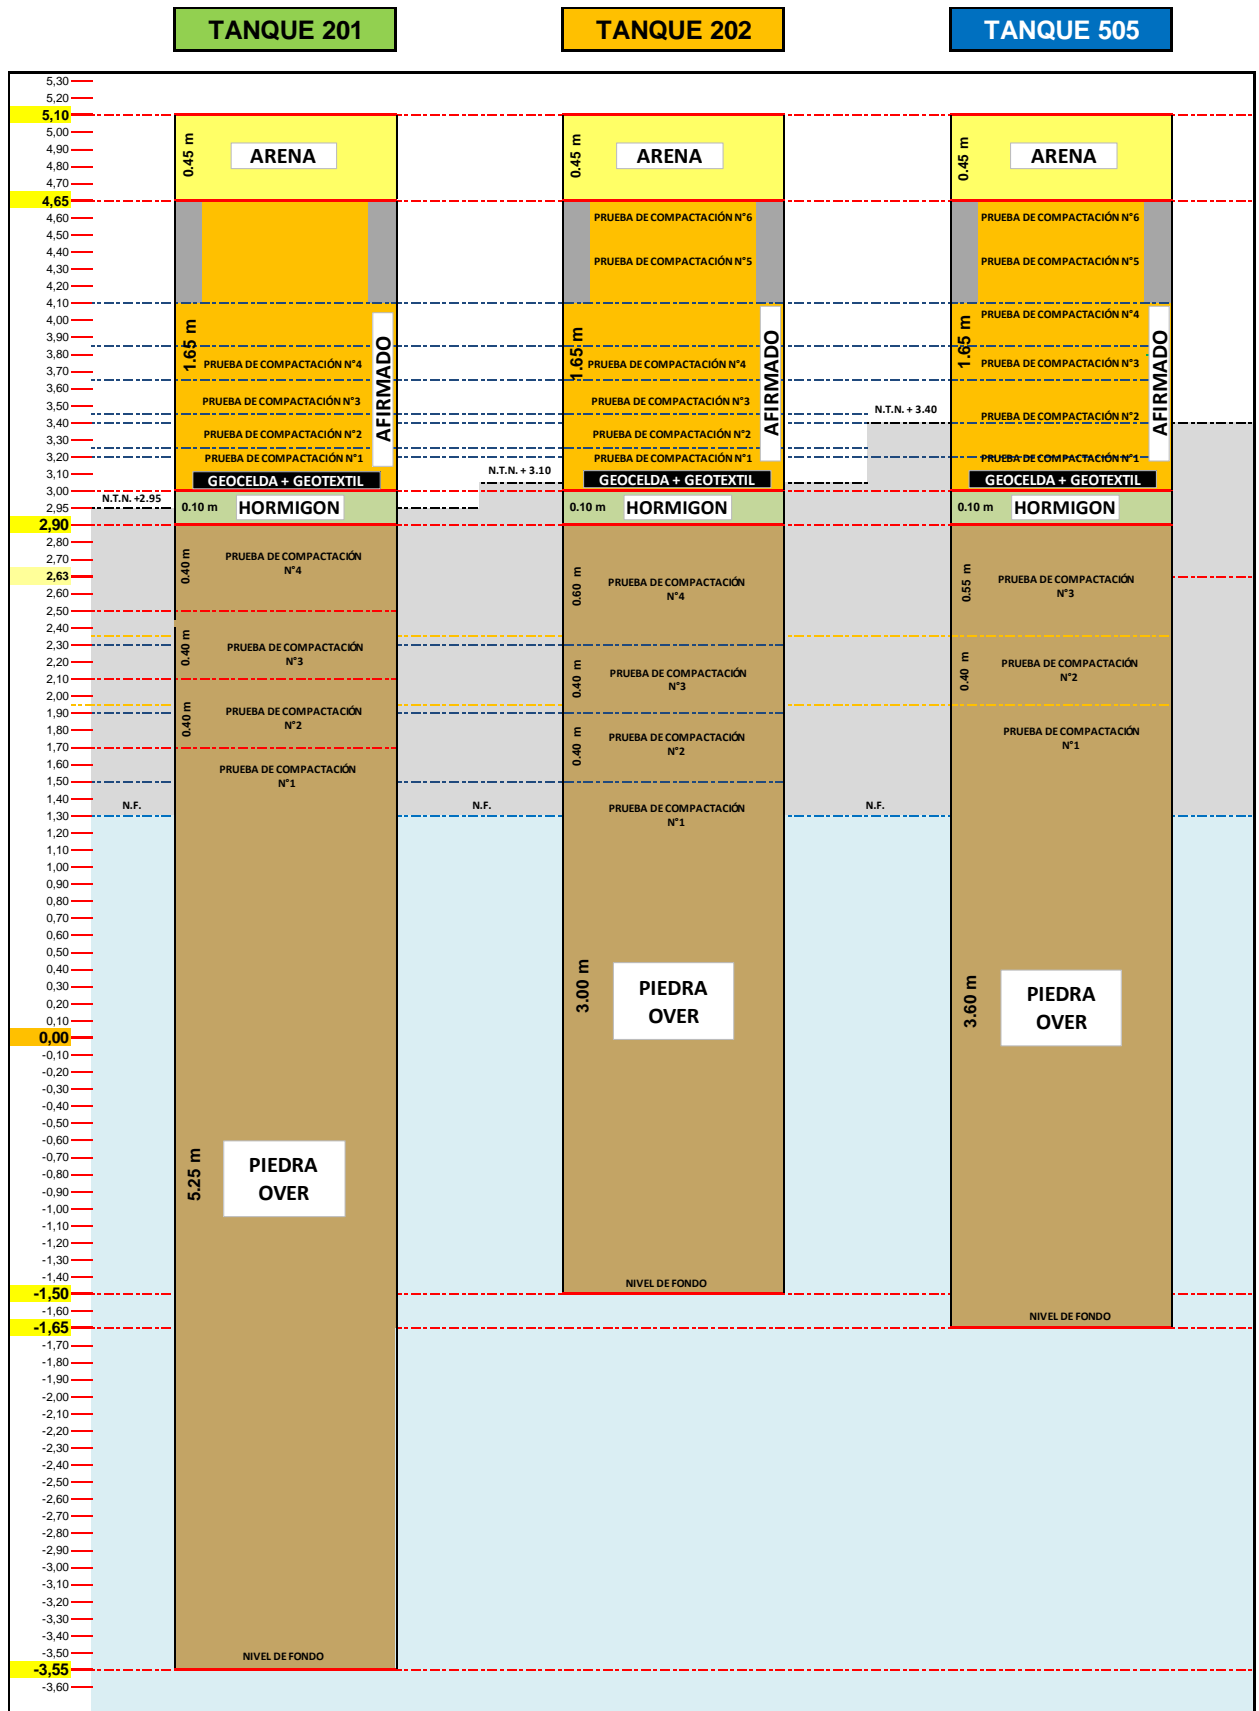 TANQUE 201
TANQUE 202
TANQUE 505
5,30
5,20
5,10
5,00
4,90
4,80
4,70
4,65
4,60
4,50
4,40
4,30
4,20
4,10
4,00
3,90
3,80
3,70
3,60
3,50
3,40
3,30
3,20
3,10
3,00
2,95
2,90
2,80
2,70
2,63
2,60
2,50
2,40
2,30
2,20
2,10
2,00
1,90
1,80
1,70
1,60
1,50
1,40
1,30
1,20
1,10
1,00
0,90
0,80
0,70
0,60
0,50
0,40
0,30
0,20
0,10
0,00
-0,10
-0,20
-0,30
-0,40
-0,50
-0,60
-0,70
-0,80
-0,90
-1,00
-1,10
-1,20
-1,30
-1,40
-1,50
-1,60
-1,65
-1,70
-1,80
-1,90
-2,00
-2,10
-2,20
-2,30
-2,40
-2,50
-2,60
-2,70
-2,80
-2,90
-3,00
-3,10
-3,20
-3,30
-3,40
-3,50
-3,55
-3,60
N.T.N. +2.95
N.F.
0.45 m
ARENA
1.65 m
AFIRMADO
PRUEBA DE COMPACTACIÓN N°4
PRUEBA DE COMPACTACIÓN N°3
PRUEBA DE COMPACTACIÓN N°2
PRUEBA DE COMPACTACIÓN N°1
GEOCELDA + GEOTEXTIL
0.10 m
HORMIGON
0.40 m
PRUEBA DE COMPACTACIÓN
N°4
0.40 m
PRUEBA DE COMPACTACIÓN
N°3
0.40 m
PRUEBA DE COMPACTACIÓN
N°2
PRUEBA DE COMPACTACIÓN
N°1
5.25 m
PIEDRA
OVER
NIVEL DE FONDO
N.T.N. + 3.10
N.F.
0.45 m
ARENA
PRUEBA DE COMPACTACIÓN N°6
PRUEBA DE COMPACTACIÓN N°5
1.65 m
AFIRMADO
PRUEBA DE COMPACTACIÓN N°4
PRUEBA DE COMPACTACIÓN N°3
PRUEBA DE COMPACTACIÓN N°2
PRUEBA DE COMPACTACIÓN N°1
GEOCELDA + GEOTEXTIL
0.10 m
HORMIGON
0.60 m
PRUEBA DE COMPACTACIÓN
N°4
0.40 m
PRUEBA DE COMPACTACIÓN
N°3
0.40 m
PRUEBA DE COMPACTACIÓN
N°2
PRUEBA DE COMPACTACIÓN
N°1
3.00 m
PIEDRA
OVER
NIVEL DE FONDO
N.T.N. + 3.40
N.F.
0.45 m
ARENA
PRUEBA DE COMPACTACIÓN N°6
PRUEBA DE COMPACTACIÓN N°5
PRUEBA DE COMPACTACIÓN N°4
1.65 m
AFIRMADO
PRUEBA DE COMPACTACIÓN N°3
PRUEBA DE COMPACTACIÓN N°2
PRUEBA DE COMPACTACIÓN N°1
GEOCELDA + GEOTEXTIL
0.10 m
HORMIGON
0.55 m
PRUEBA DE COMPACTACIÓN
N°3
0.40 m
PRUEBA DE COMPACTACIÓN
N°2
PRUEBA DE COMPACTACIÓN
N°1
3.60 m
PIEDRA
OVER
NIVEL DE FONDO